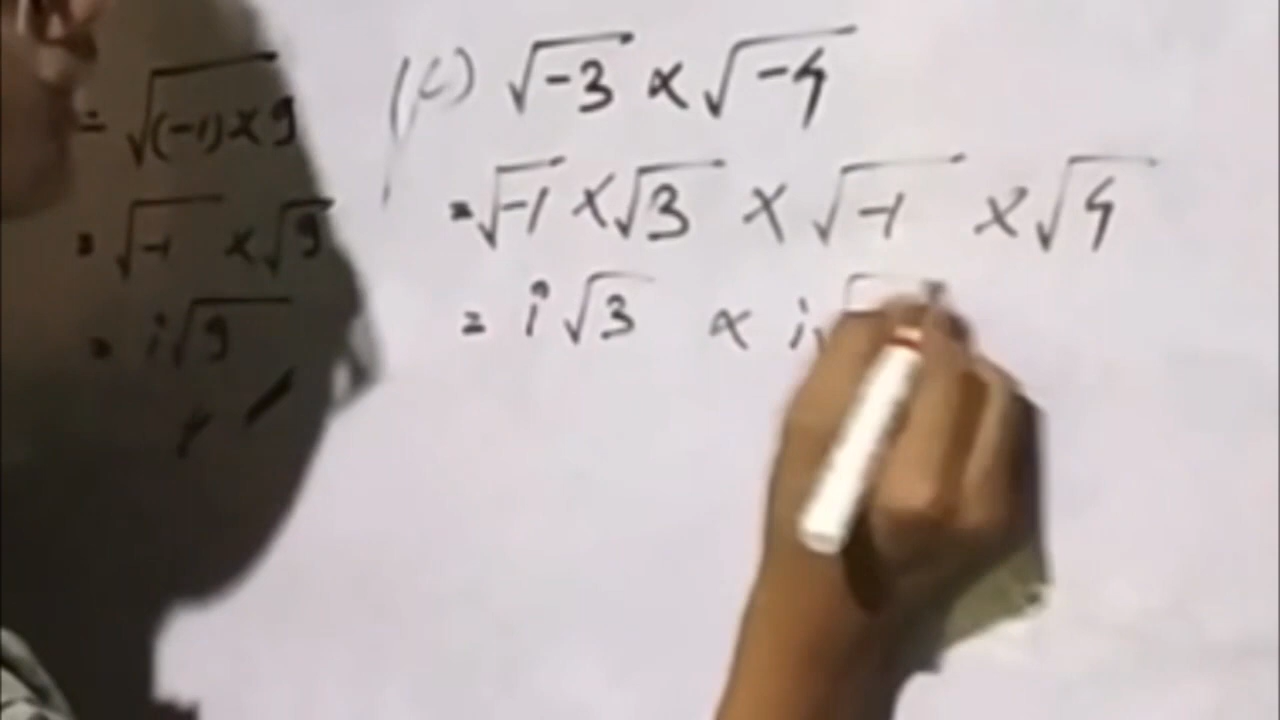 = √(-1)×9
= √-1 × √9
= i√9
(c) √-3 × √-4
= √-1 × √3 × √-1 × √4
= i√3 × i√